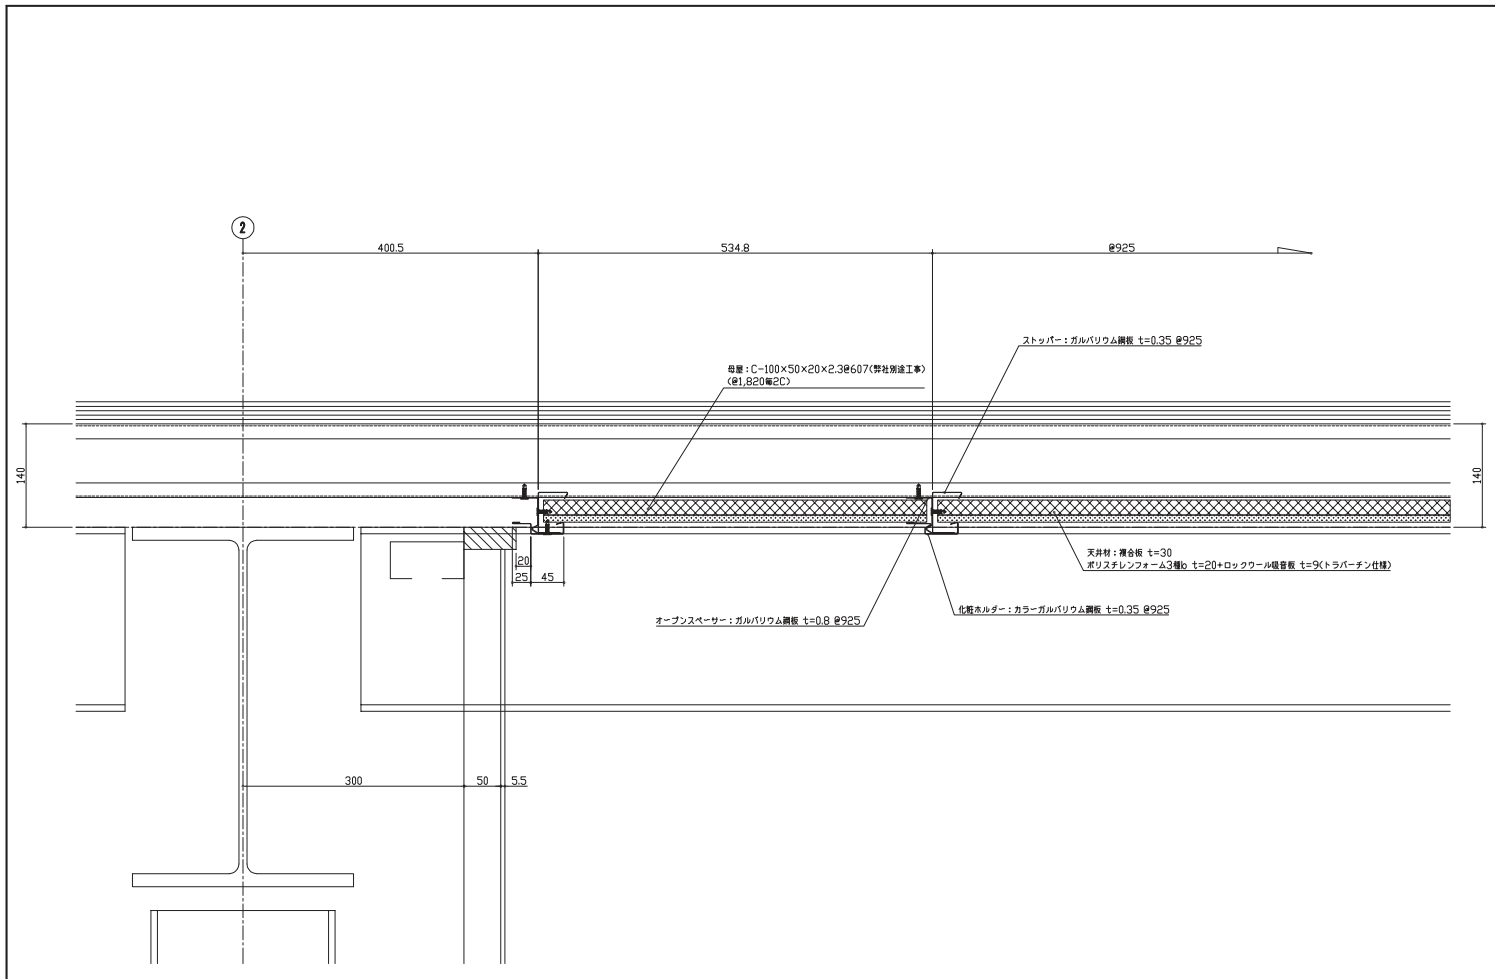 2
400.5
534.8
@925
ストッパー：ガルバリウム鋼板 t=0.35 @925
母屋：C-100×50×20×2.3@607(弊社別途工事)
(@1,820毎2C)
140
140
天井材：複合板 t=30
ポリスチレンフォーム3種b t=20+ロックウール吸音板 t=9(トラバーチン仕様)
20
25
45
化粧ホルダー：カラーガルバリウム鋼板 t=0.35 @925
オープンスペーサー：ガルバリウム鋼板 t=0.8 @925
300
50
5.5